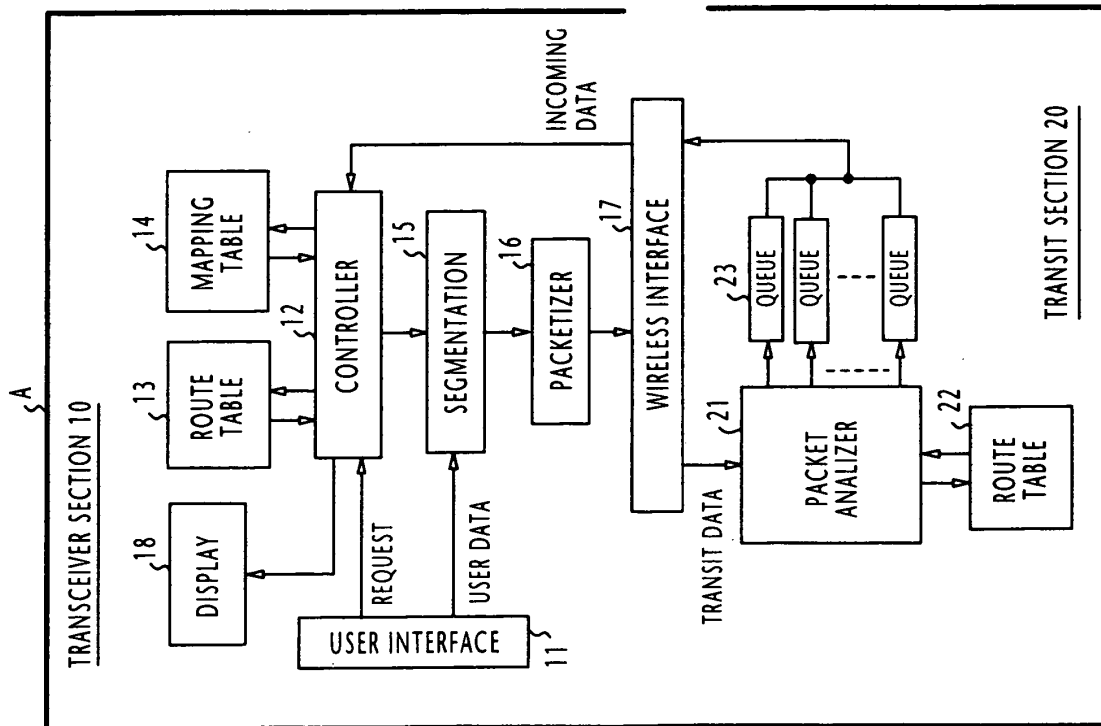 A
TRANSCEIVER SECTION 10
18
DISPLAY
13
ROUTE
TABLE
14
MAPPING
TABLE
12
CONTROLLER
REQUEST
USER INTERFACE
11
USER DATA
15
SEGMENTATION
16
PACKETIZER
INCOMING
DATA
17
WIRELESS INTERFACE
TRANSIT DATA
21
PACKET
ANALIZER
22
ROUTE
TABLE
23
QUEUE
QUEUE
QUEUE
TRANSIT SECTION 20